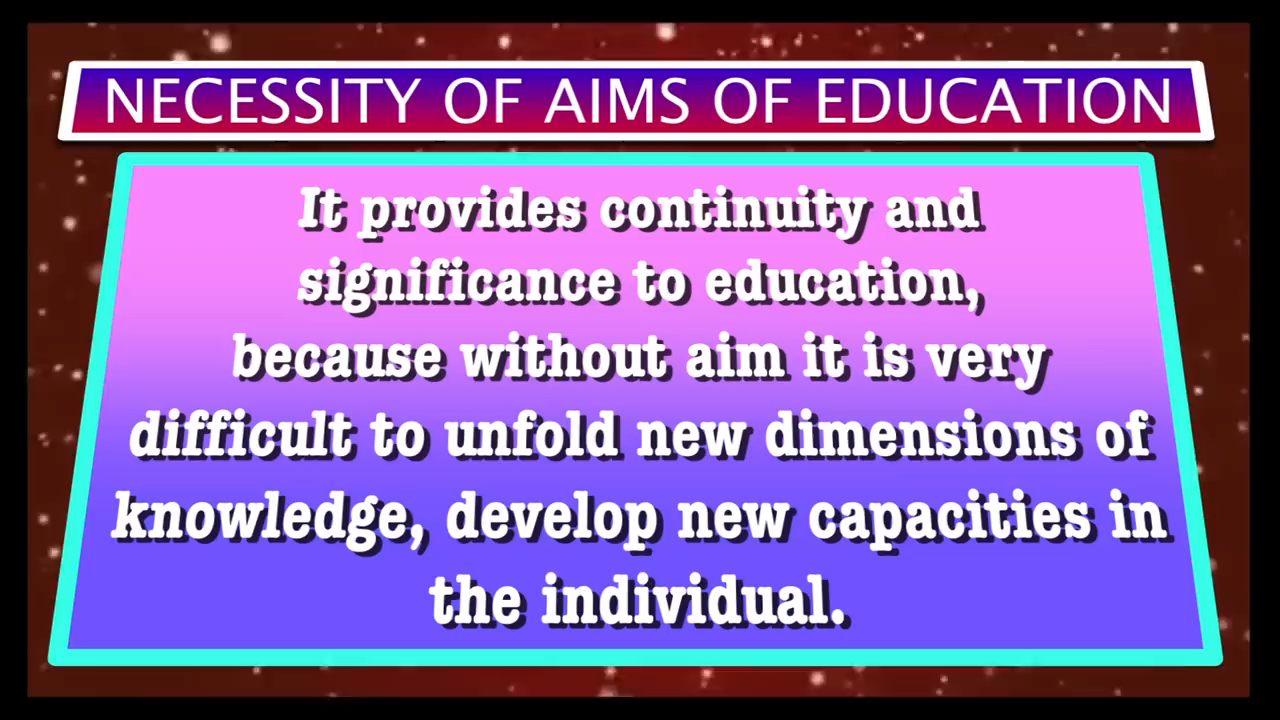 NECESSITY OF AIMS OF EDUCATION
It provides continuity and
significance to education,
because without aim it is very
difficult to unfold new dimensions of
knowledge, develop new capacities in
the individual.